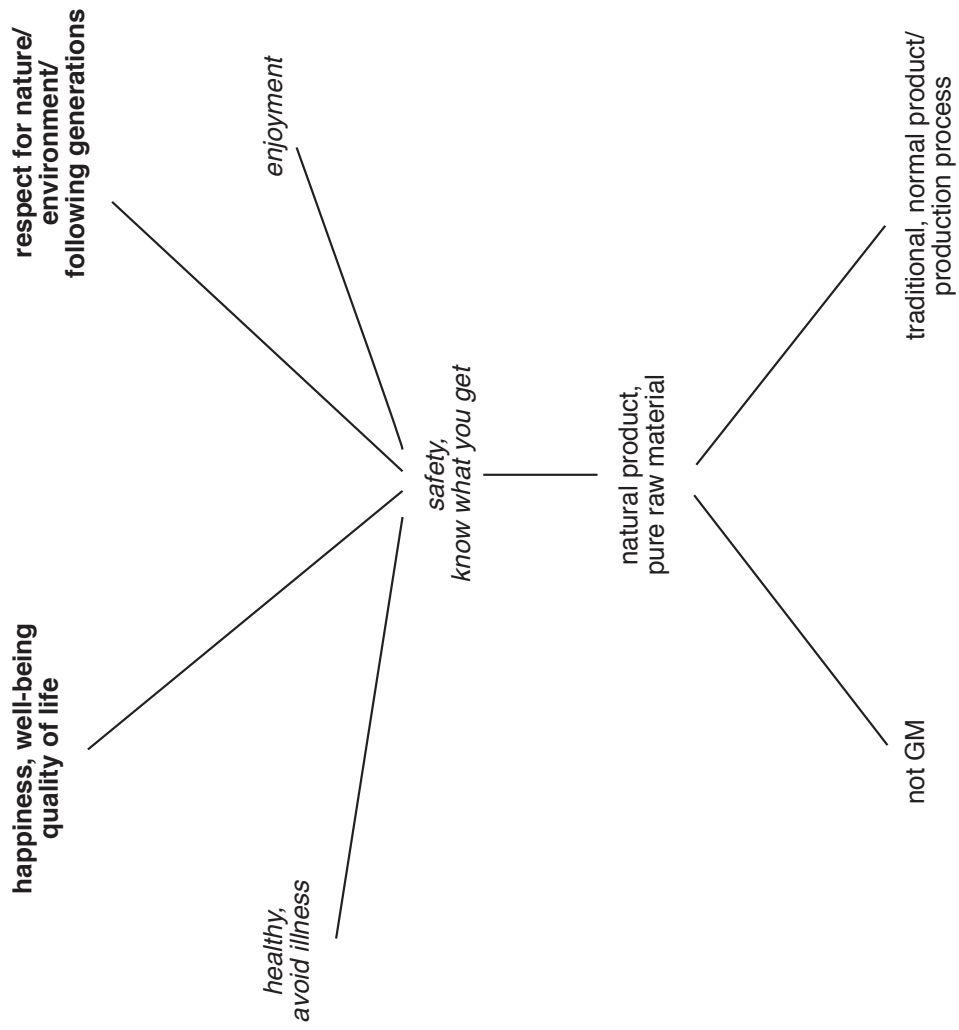 happiness, well-being
quality of life
respect for nature/
environment/
following generations
healthy,
avoid illness
enjoyment
safety,
know what you get
natural product,
pure raw material
not GM
traditional, normal product/
production process